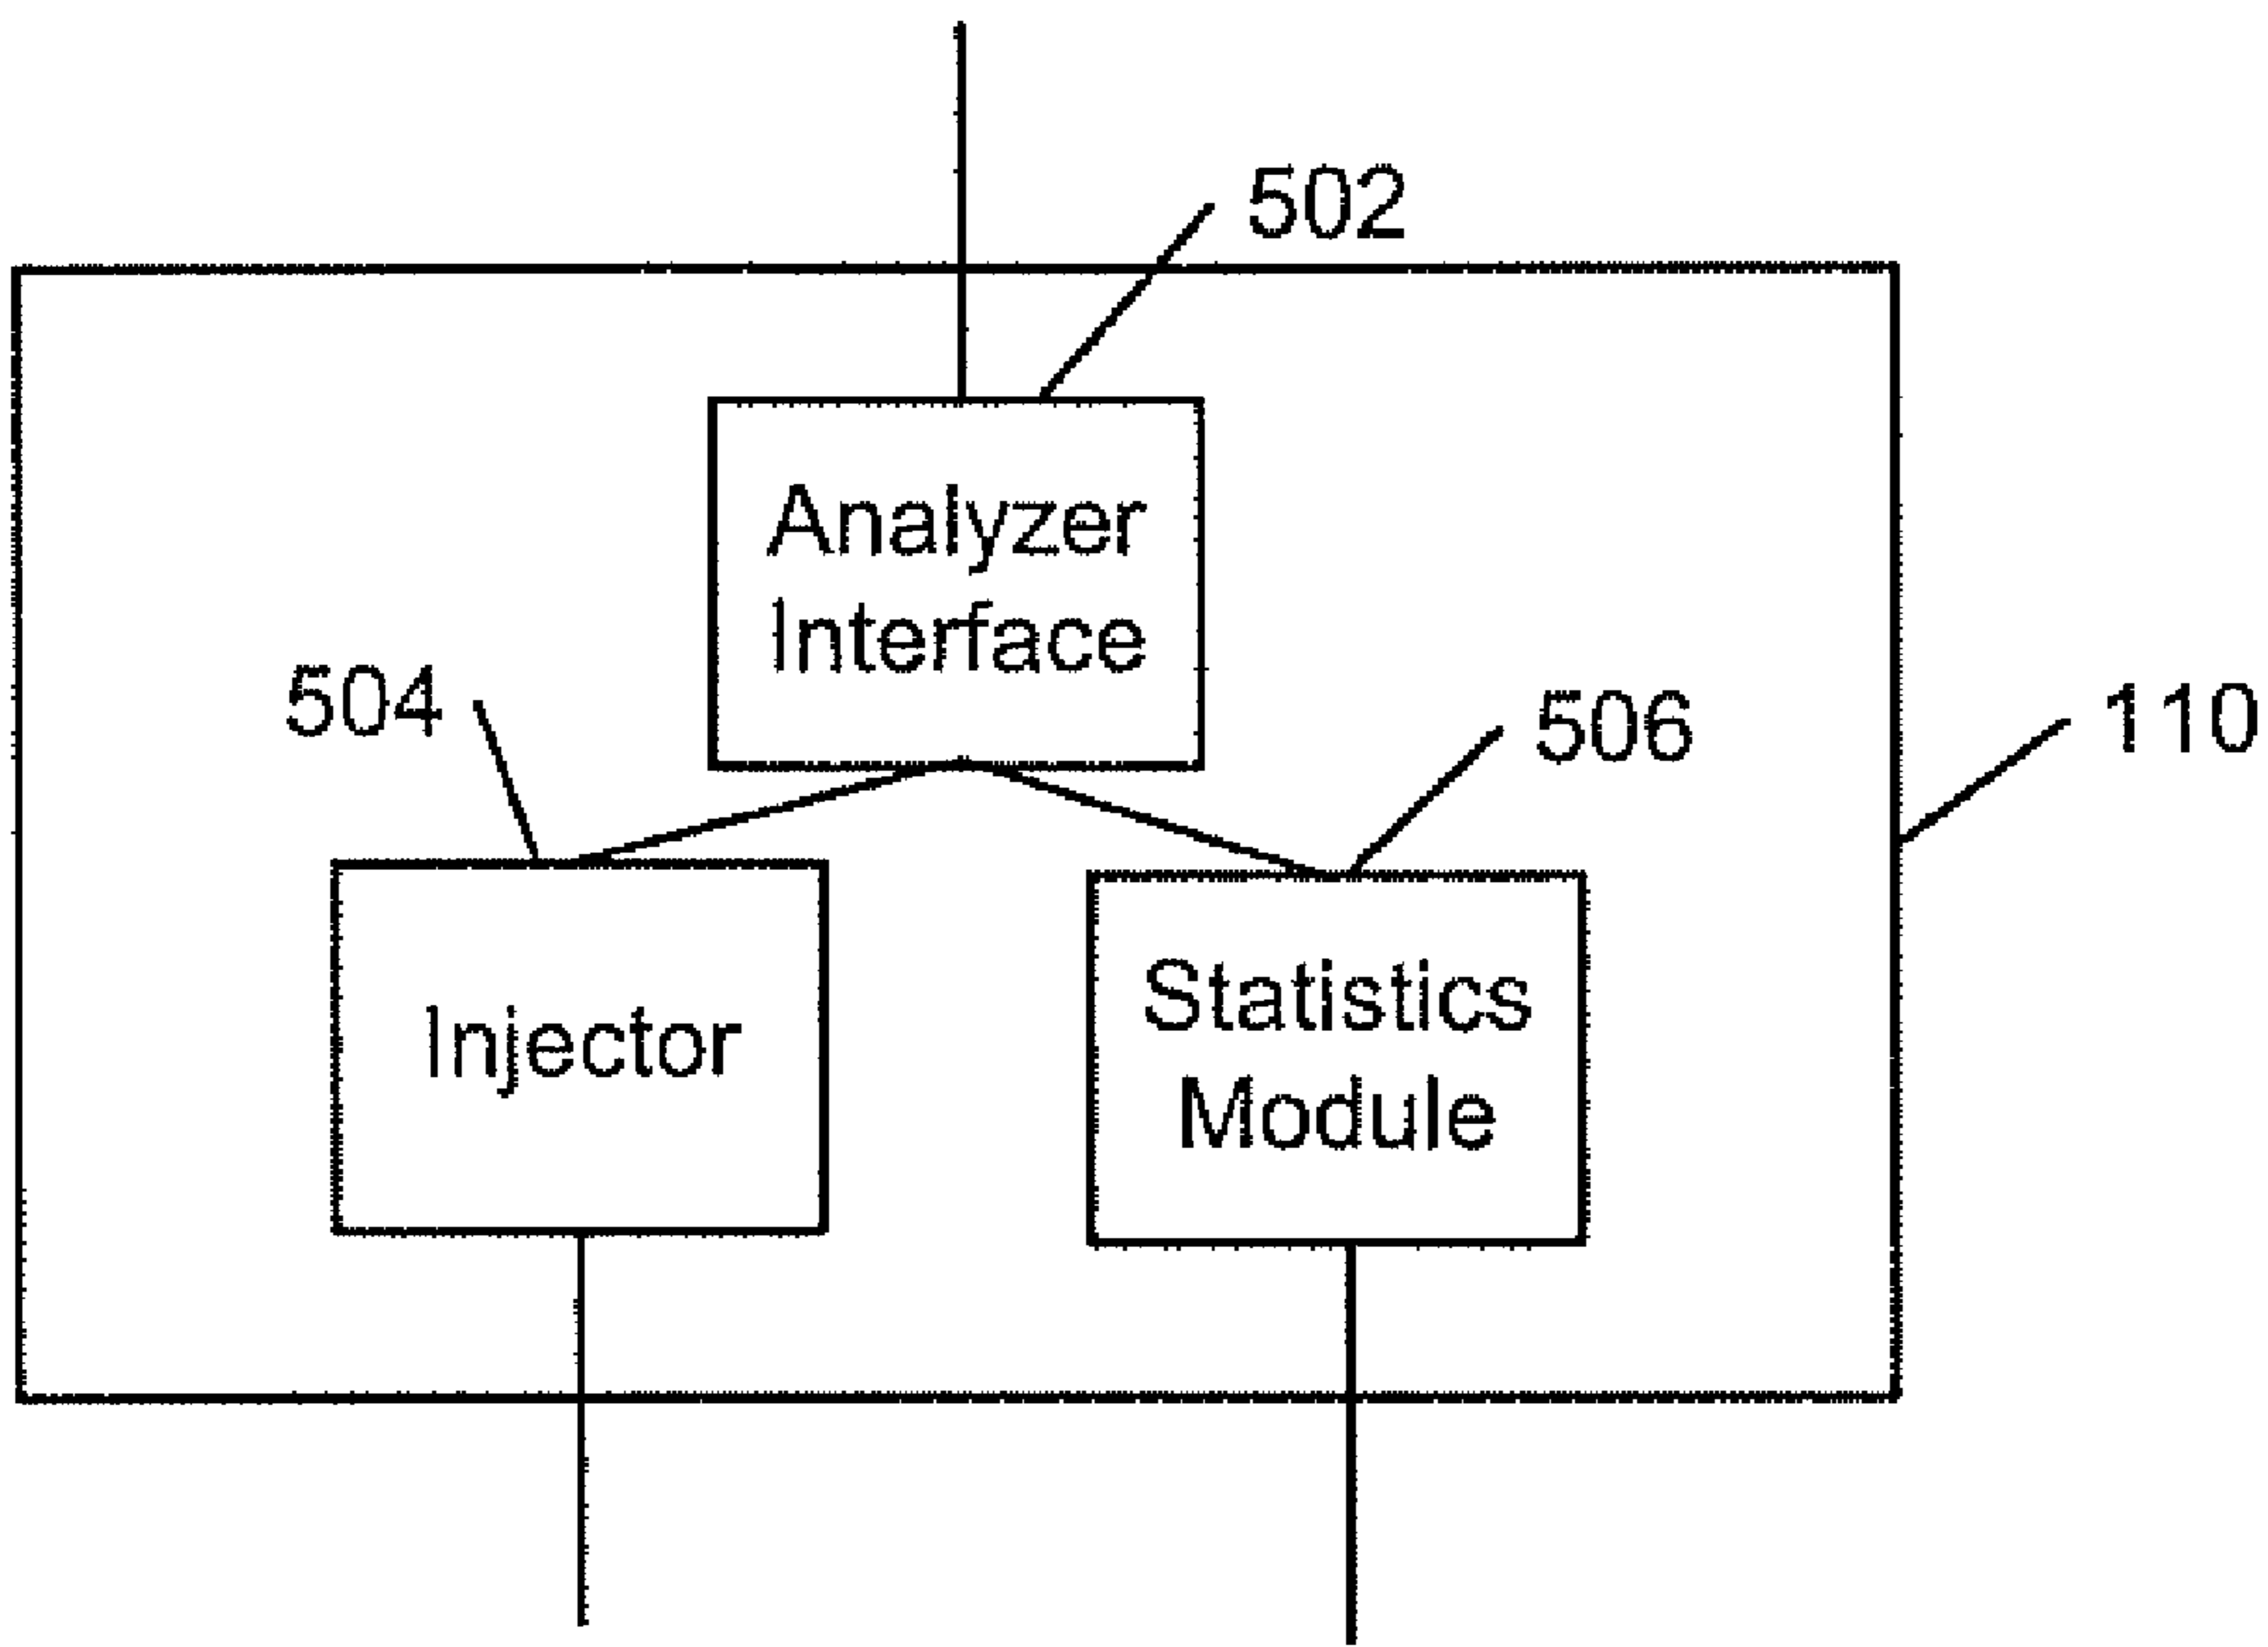 502
Analyzer
Interface
504
506
110
Injector
Statistics
Module